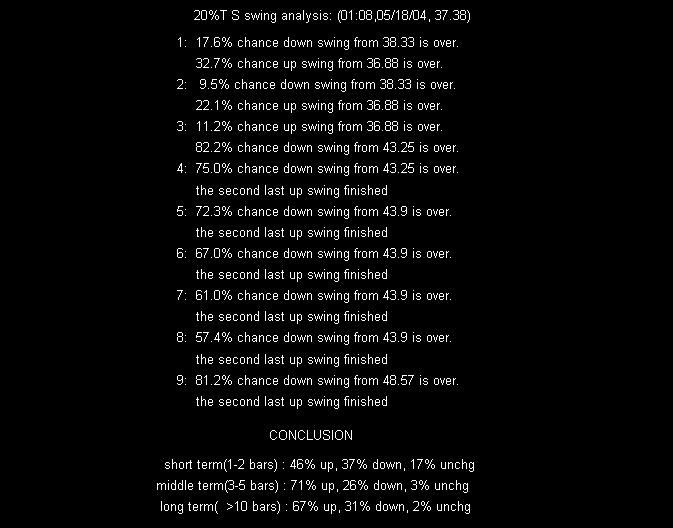 20%T S swing analysis: (01:08,05/18/04, 37.38)
1: 17.6% chance down swing from 38.33 is over.
32.7% chance up swing from 36.88 is over.
2: 9.5% chance down swing from 38.33 is over.
22.1% chance up swing from 36.88 is over.
3: 11.2% chance up swing from 36.88 is over.
82.2% chance down swing from 43.25 is over.
4: 75.0% chance down swing from 43.25 is over.
the second last up swing finished
5: 72.3% chance down swing from 43.9 is over.
the second last up swing finished
6: 67.0% chance down swing from 43.9 is over.
the second last up swing finished
7: 61.0% chance down swing from 43.9 is over.
the second last up swing finished
8: 57.4% chance down swing from 43.9 is over.
the second last up swing finished
9: 81.2% chance down swing from 48.57 is over.
the second last up swing finished
CONCLUSION
short term(1-2 bars) : 46% up, 37% down, 17% unchg
middle term(3-5 bars) : 71% up, 26% down, 3% unchg
long term( >10 bars) : 67% up, 31% down, 2% unchg